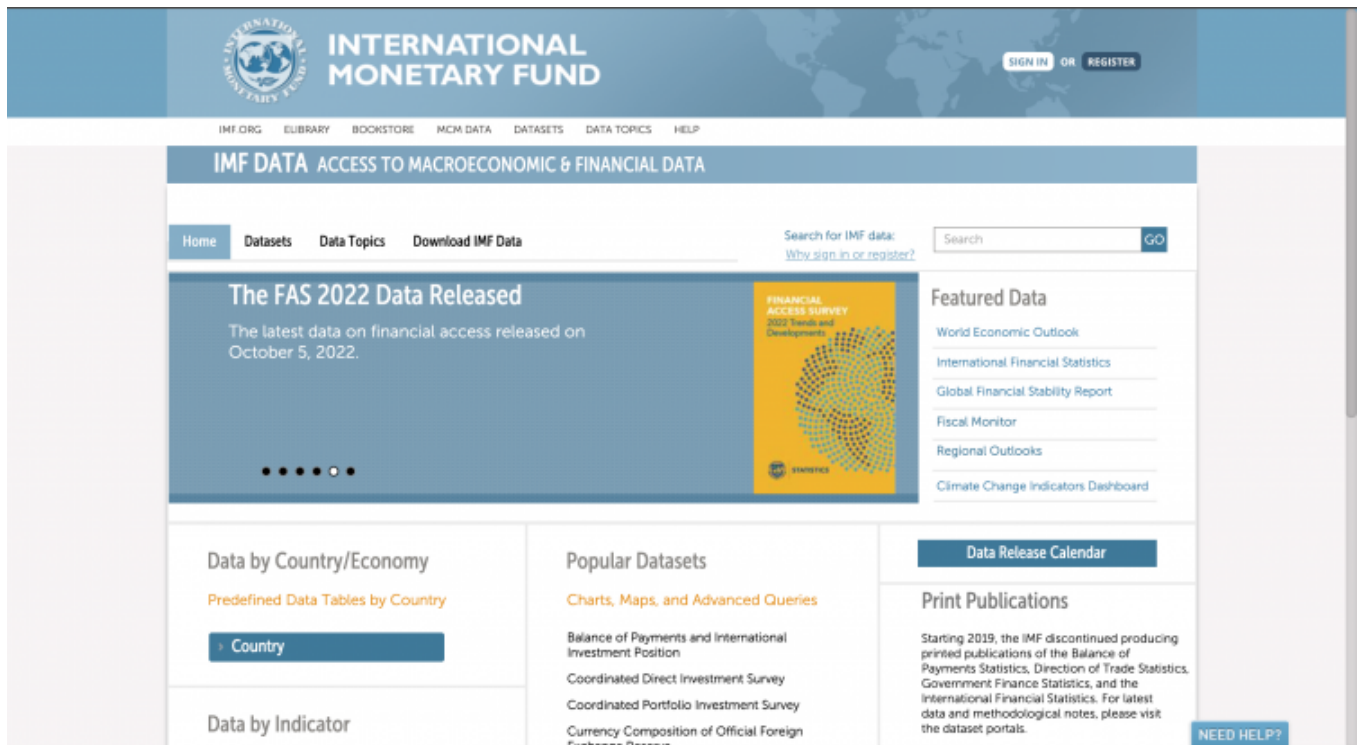 INTERNATIONAL MONETARY FUND
INTERNATIONAL
MONETARY FUND
SIGN IN OR REGISTER
IMF.ORG ELIBRARY BOOKSTORE MCM DATA DATASETS DATA TOPICS HELP
IMF DATA ACCESS TO MACROECONOMIC & FINANCIAL DATA
Home Datasets Data Topics Download IMF Data
Search for IMF data:
Why sign in or register?
Search GO
The FAS 2022 Data Released
The latest data on financial access released on
October 5, 2022.
FINANCIAL
ACCESS SURVEY
2022 Trends and
Developments
STATISTICS
Featured Data
World Economic Outlook
International Financial Statistics
Global Financial Stability Report
Fiscal Monitor
Regional Outlooks
Climate Change Indicators Dashboard
Data by Country/Economy
Predefined Data Tables by Country
Country
Data by Indicator
Popular Datasets
Charts, Maps, and Advanced Queries
Balance of Payments and International
Investment Position
Coordinated Direct Investment Survey
Coordinated Portfolio Investment Survey
Currency Composition of Official Foreign
Exchange Reserve
Data Release Calendar
Print Publications
Starting 2019, the IMF discontinued producing
printed publications of the Balance of
Payments Statistics, Direction of Trade Statistics,
Government Finance Statistics, and the
International Financial Statistics. For latest
data and methodological notes, please visit
the dataset portals.
NEED HELP?